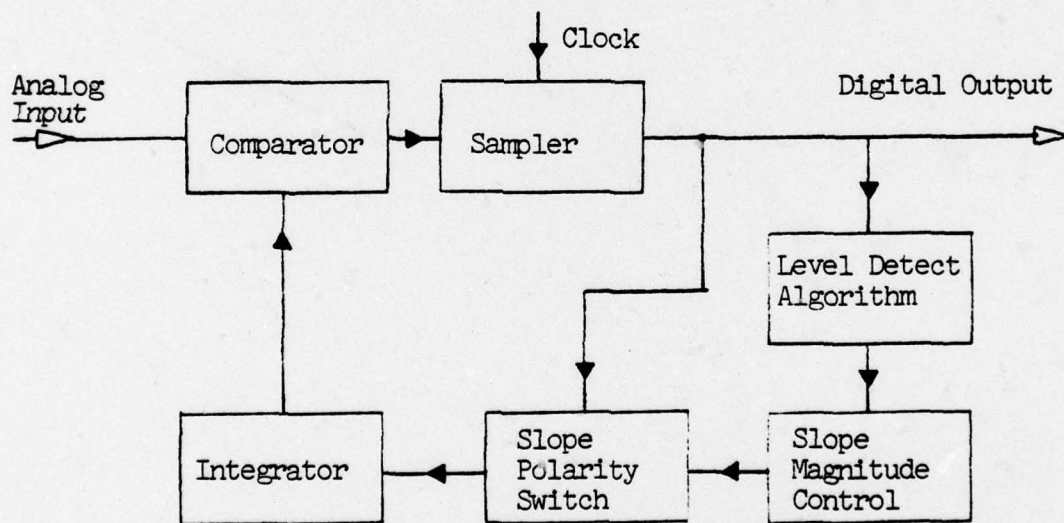 Clock
Analog
Input
Digital Output
Comparator
Sampler
Level Detect
Algorithm
Integrator
Slope
Polarity
Switch
Slope
Magnitude
Control